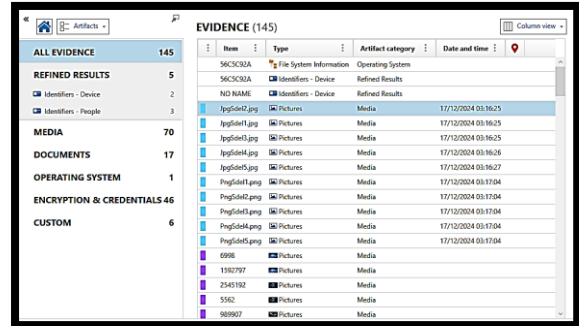 Artifacts
ALL EVIDENCE 145
REFINED RESULTS 5
Identifiers - Device 2
Identifiers - People 3
MEDIA 70
DOCUMENTS 17
OPERATING SYSTEM 1
ENCRYPTION & CREDENTIALS 46
CUSTOM 6
EVIDENCE (145)
Column view
Item Type Artifact category Date and time
56C5C92A File System Information Operating System
56C5C92A Identifiers - Device Refined Results
NO NAME Identifiers - Device Refined Results
JpgSdel2.jpg Pictures Media 17/12/2024 03:16:25
JpgSdel1.jpg Pictures Media 17/12/2024 03:16:25
JpgSdel3.jpg Pictures Media 17/12/2024 03:16:25
JpgSdel4.jpg Pictures Media 17/12/2024 03:16:26
JpgSdel5.jpg Pictures Media 17/12/2024 03:16:27
PngSdel1.png Pictures Media 17/12/2024 03:17:04
PngSdel2.png Pictures Media 17/12/2024 03:17:04
PngSdel3.png Pictures Media 17/12/2024 03:17:04
PngSdel4.png Pictures Media 17/12/2024 03:17:04
PngSdel5.png Pictures Media 17/12/2024 03:17:04
6998 Pictures Media
1592797 Pictures Media
2545192 Pictures Media
5562 Pictures Media
989907 Pictures Media